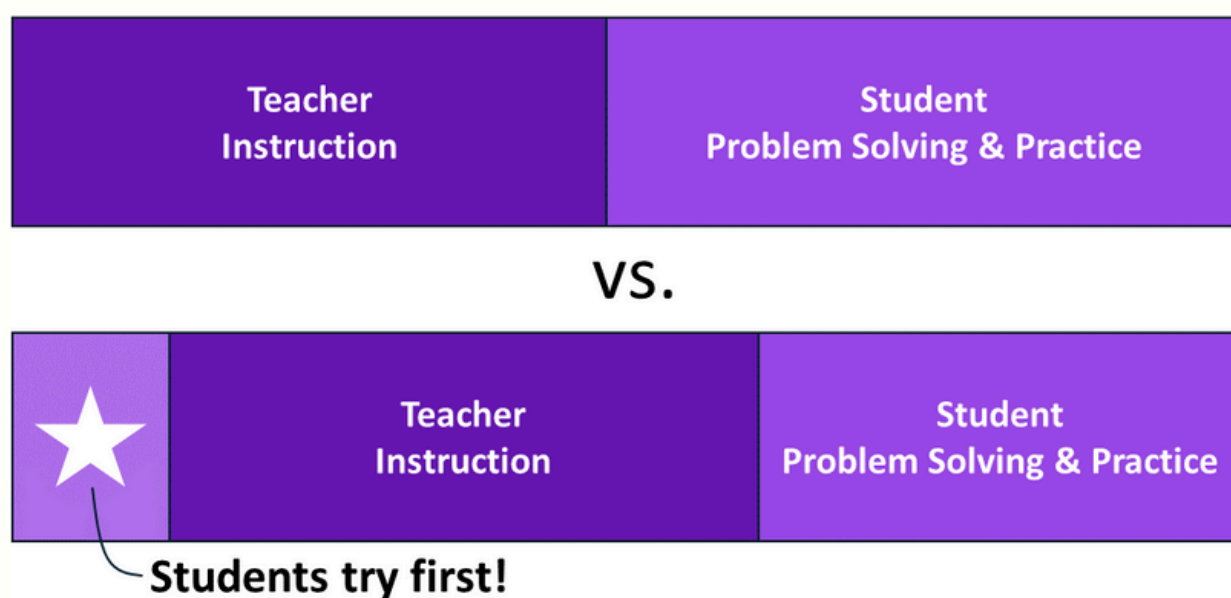 Teacher
Instruction
Student
Problem Solving & Practice
vs.
Teacher
Instruction
Student
Problem Solving & Practice
Students try first!